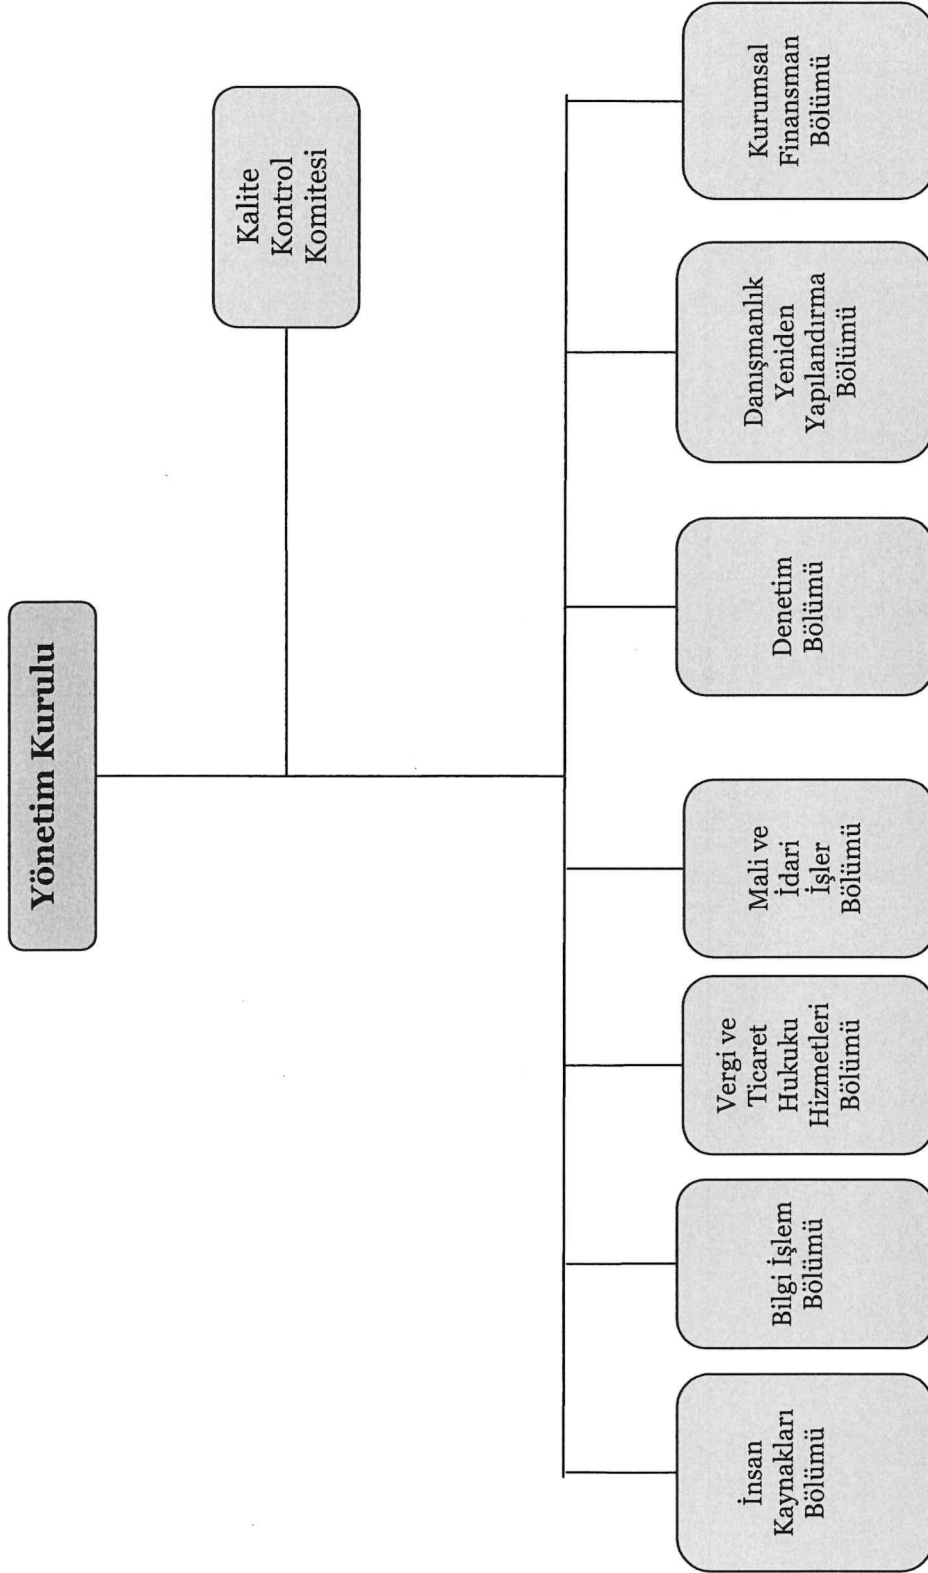 Yönetim Kurulu
Kalite
Kontrol
Komitesi
İnsan
Kaynakları
Bölümü
Bilgi İşlem
Bölümü
Vergi ve
Ticaret
Hukuku
Hizmetleri
Bölümü
Mali ve
İdari
İşler
Bölümü
Denetim
Bölümü
Danışmanlık
Yeniden
Yapılandırma
Bölümü
Kurumsal
Finansman
Bölümü